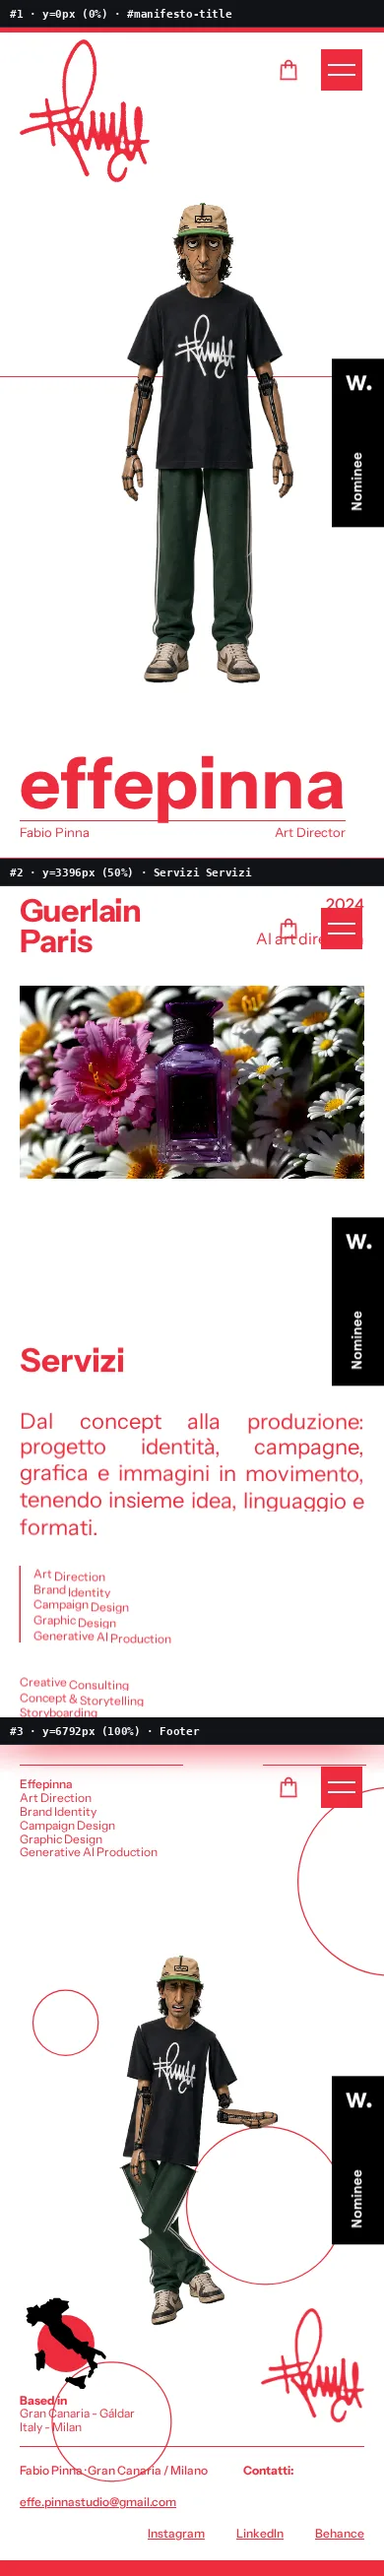 #1 · y=0px (0%) · #manifesto-title
W.
Nominee
effepinna
Fabio Pinna
Art Director
#2 · y=3396px (50%) · Servizi Servizi
Guerlain
Paris
2024
AI art
W.
Nominee
Servizi
Dal concept alla produzione:
progetto identità, campagne,
grafica e immagini in movimento,
tenendo insieme idea, linguaggio e
formati.
Art Direction
Brand Identity
Campaign Design
Graphic Design
Generative AI Production
Creative Consulting
Concept & Storytelling
Storyboarding
#3 · y=6792px (100%) · Footer
Effepinna
Art Direction
Brand Identity
Campaign Design
Graphic Design
Generative AI Production
W.
Nominee
Based in
Gran Canaria - Gáldar
Italy - Milan
Fabio Pinna · Gran Canaria / Milano
Contatti:
effe.pinnastudio@gmail.com
Instagram
LinkedIn
Behance